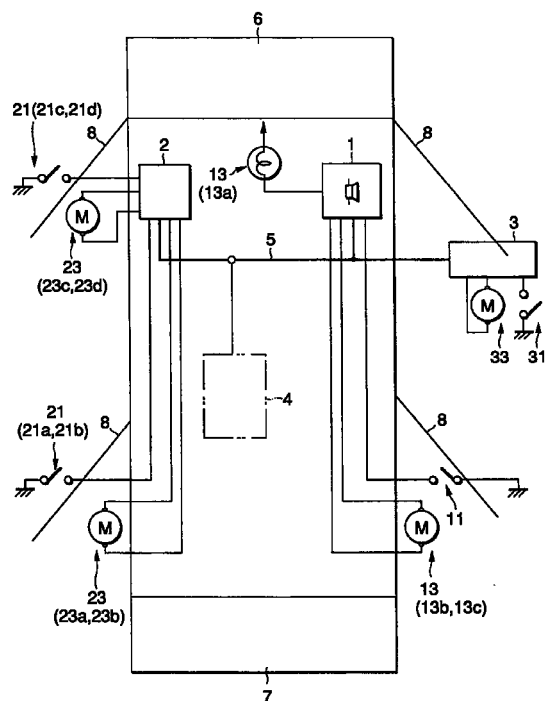 6
21(21c,21d)
8
2
13
(13a)
1
8
M
23
(23c,23d)
5
3
M
33
31
4
21
(21a,21b)
8
8
11
M
23
(23a,23b)
M
13
(13b,13c)
7